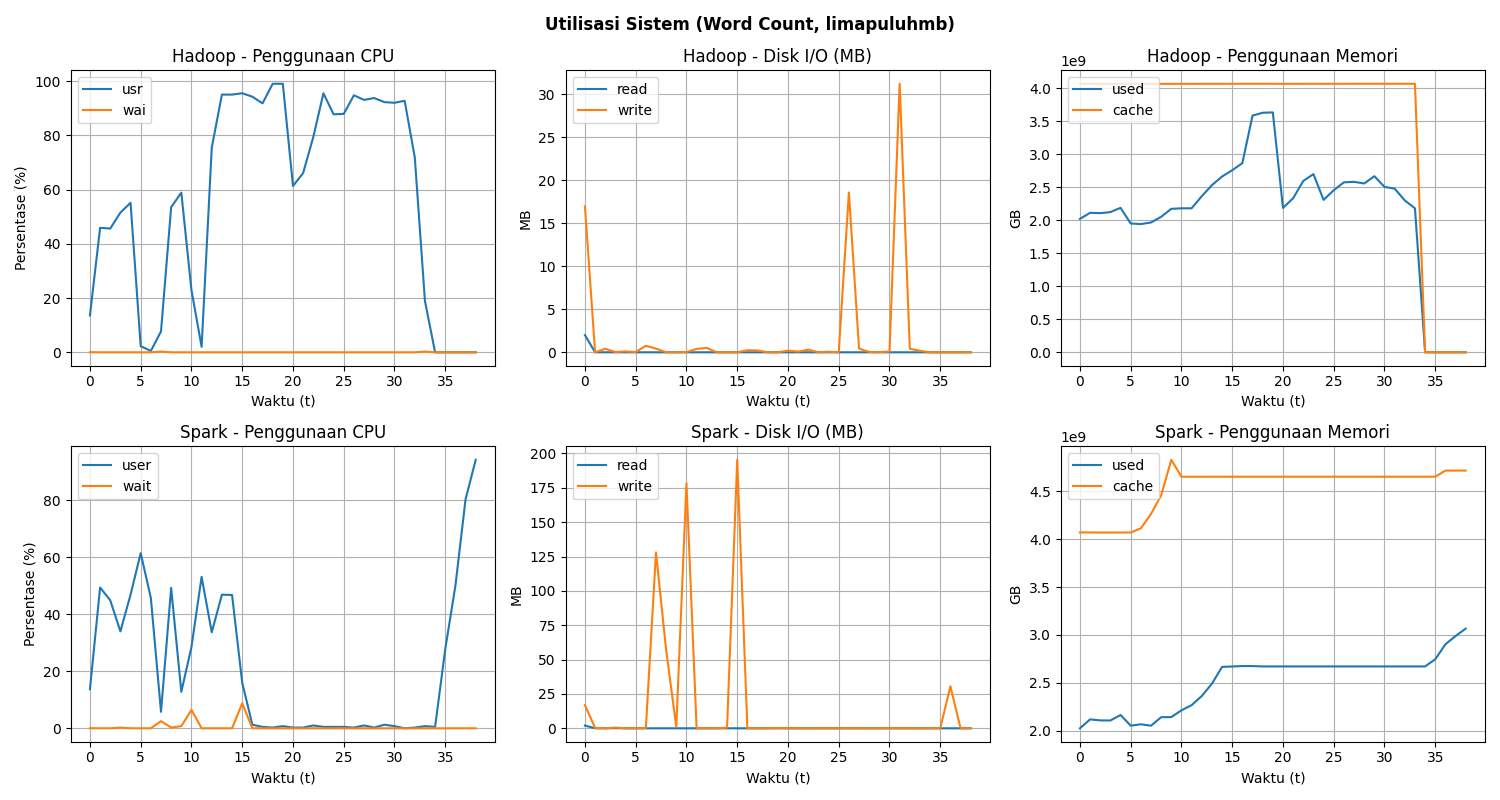 Utilisasi Sistem (Word Count, limapuluhmb)
Hadoop - Penggunaan CPU
usr
wai
Persentase (%)
100
80
60
40
20
0
0 5 10 15 20 25 30 35
Waktu (t)
Hadoop - Disk I/O (MB)
read
write
MB
30
25
20
15
10
5
0
0 5 10 15 20 25 30 35
Waktu (t)
Hadoop - Penggunaan Memori
1e9
used
cache
GB
4.0
3.5
3.0
2.5
2.0
1.5
1.0
0.5
0.0
0 5 10 15 20 25 30 35
Waktu (t)
Spark - Penggunaan CPU
user
wait
Persentase (%)
80
60
40
20
0
0 5 10 15 20 25 30 35
Waktu (t)
Spark - Disk I/O (MB)
read
write
MB
200
175
150
125
100
75
50
25
0
0 5 10 15 20 25 30 35
Waktu (t)
Spark - Penggunaan Memori
1e9
used
cache
GB
4.5
4.0
3.5
3.0
2.5
2.0
0 5 10 15 20 25 30 35
Waktu (t)